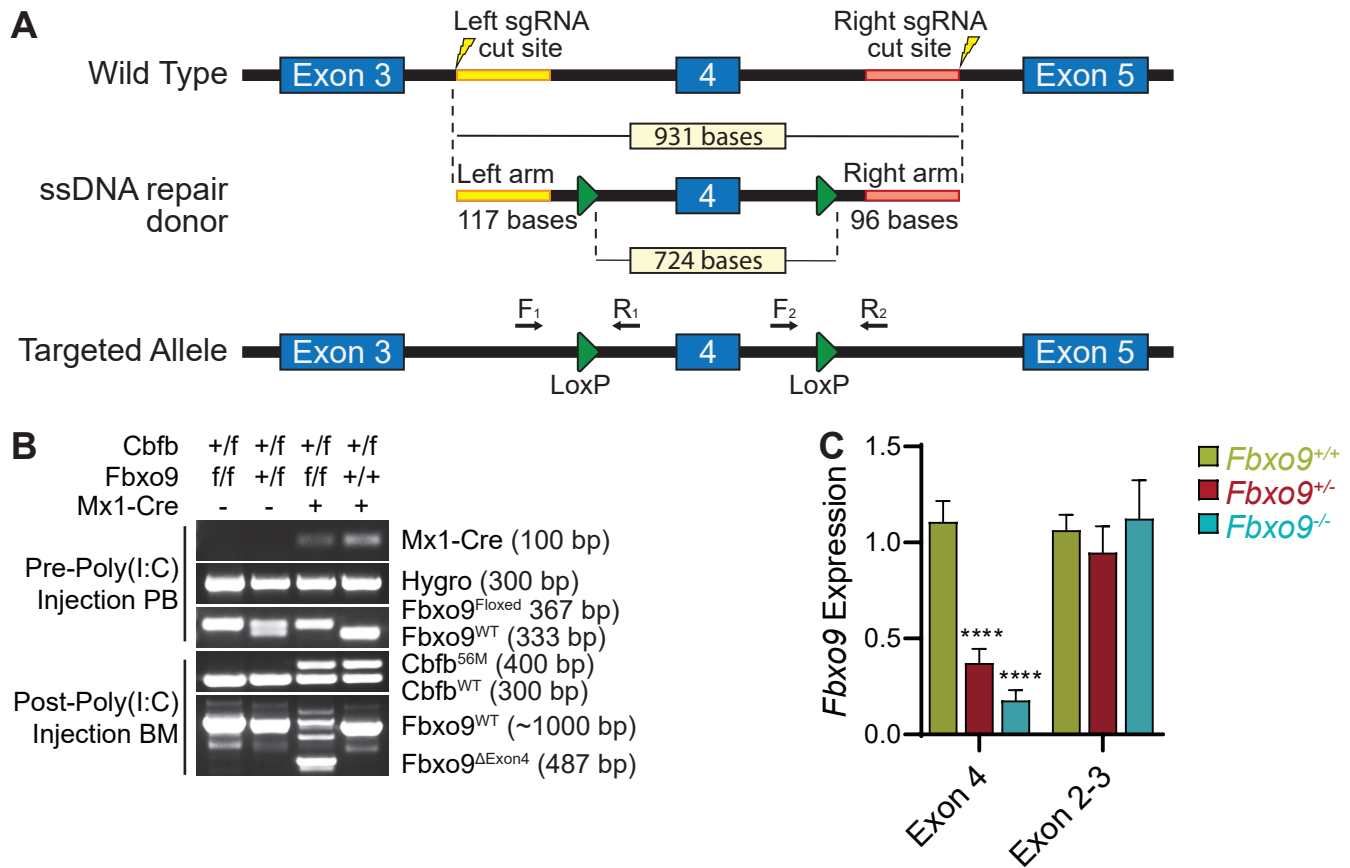 A
Left sgRNA
cut site
Right sgRNA
cut site
Wild Type
Exon 3
4
Exon 5
931 bases
ssDNA repair
donor
Left arm
4
Right arm
117 bases
96 bases
724 bases
F1
R1
F2
R2
Targeted Allele
Exon 3
4
Exon 5
LoxP
LoxP
B
Cbfb +/f +/f +/f +/f
Fbxo9 f/f +/f f/f +/+
Mx1-Cre - - + +
Pre-Poly(I:C)
Injection PB
Mx1-Cre (100 bp)
Hygro (300 bp)
Fbxo9Floxed 367 bp)
Fbxo9WT (333 bp)
Post-Poly(I:C)
Injection BM
Cbfb56M (400 bp)
CbfbWT (300 bp)
Fbxo9WT (~1000 bp)
Fbxo9ΔExon4 (487 bp)
C
Fbxo9 Expression
1.5
1.0
0.5
0.0
****
****
Exon 4
Exon 2-3
Fbxo9+/+
Fbxo9+/-
Fbxo9-/-